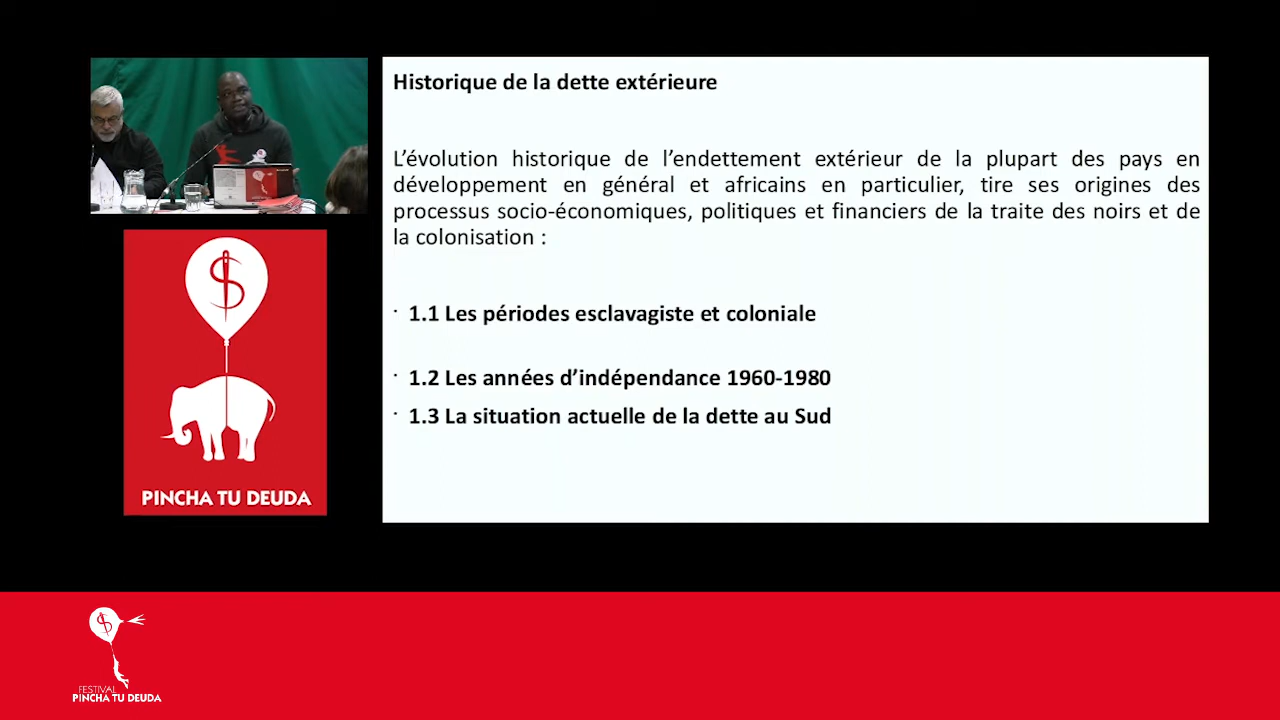 Historique de la dette extérieure
L’évolution historique de l’endettement extérieur de la plupart des pays en
développement en général et africains en particulier, tire ses origines des
processus socio-économiques, politiques et financiers de la traite des noirs et de
la colonisation :
· 1.1 Les périodes esclavagiste et coloniale
· 1.2 Les années d’indépendance 1960-1980
· 1.3 La situation actuelle de la dette au Sud
PINCHA TU DEUDA
FESTIVAL
PINCHA TU DEUDA